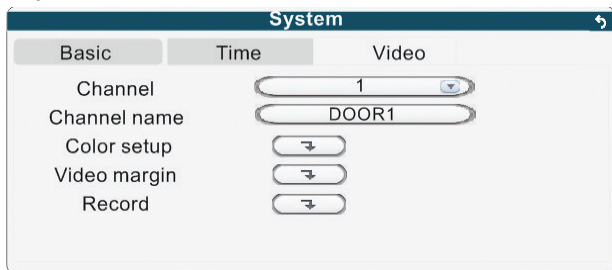 System
Basic Time Video
Channel 1
Channel name DOOR1
Color setup
Video margin
Record